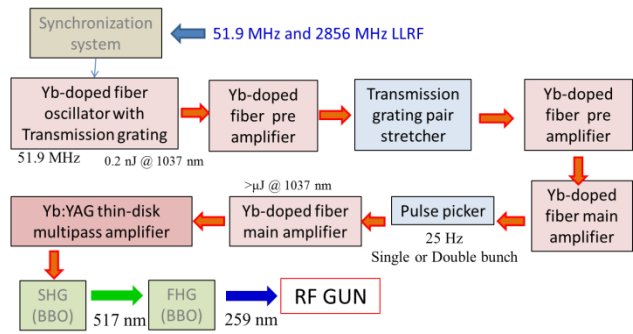 Synchronization
system
51.9 MHz and 2856 MHz LLRF
Yb-doped fiber
oscillator with
Transmission grating
Yb-doped
fiber pre
amplifier
Transmission
grating pair
stretcher
Yb-doped
fiber pre
amplifier
51.9 MHz
0.2 nJ @ 1037 nm
>μJ @ 1037 nm
Yb:YAG thin-disk
multipass amplifier
Yb-doped fiber
main amplifier
Pulse picker
Yb-doped
fiber main
amplifier
25 Hz
Single or Double bunch
SHG
(BBO)
517 nm
FHG
(BBO)
259 nm
RF GUN